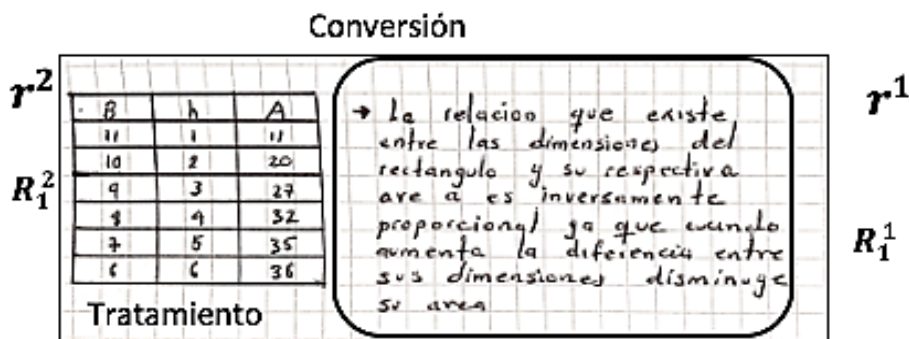 Conversión
r²
B h A
11 1 11
10 2 20
9 3 27
8 4 32
7 5 35
6 6 36
Tratamiento
R₁²
→ la relacion que existe
entre las dimensiones del
rectangulo y su respectiva
area es inversamente
proporcional ya que cuando
aumenta la diferencia entre
sus dimensiones disminuye
su area
r¹
R₁¹